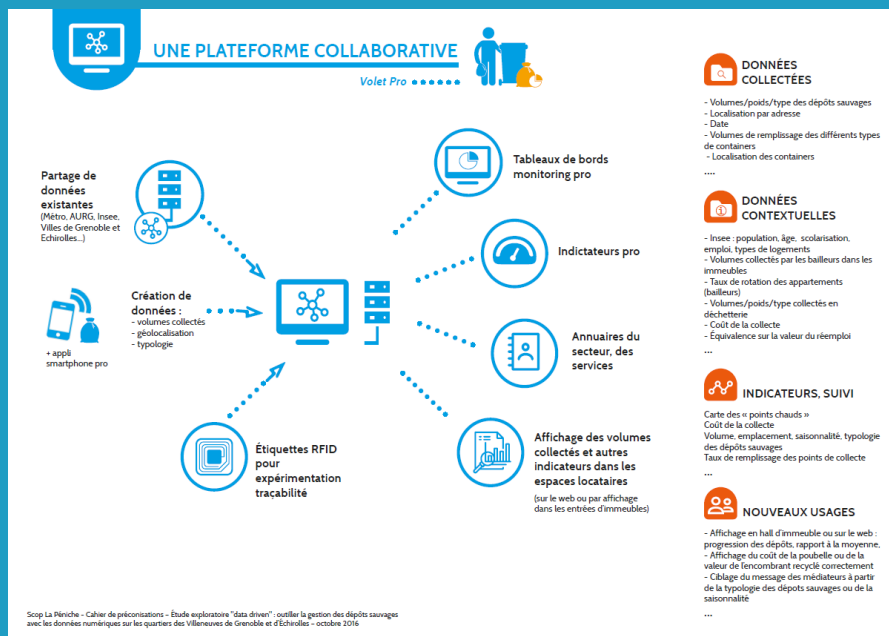 UNE PLATEFORME COLLABORATIVE
Volet Pro
Partage de
données
existantes
(Métro, AURG, Insee,
Villes de Grenoble et
Echirolles...)
Création de
données :
- volumes collectés
- géolocalisation
- typologie
+ appli
smartphone pro
Étiquettes RFID
pour
expérimentation
traçabilité
Tableaux de bords
monitoring pro
Indictateurs pro
Annuaires du
secteur, des
services
Affichage des volumes
collectés et autres
indicateurs dans les
espaces locataires
(sur le web ou par affichage
dans les entrées d'immeubles)
DONNÉES
COLLECTÉES
- Volumes/poids/type des dépôts sauvages
- Localisation par adresse
- Date
- Volumes de remplissage des différents types
de containers
- Localisation des containers
....
DONNÉES
CONTEXTUELLES
- Insee : population, âge, scolarisation,
emploi, types de logements
- Volumes collectés par les bailleurs dans les
immeubles
- Taux de rotation des appartements
(bailleurs)
- Volumes/poids/type collectés en
déchetterie
- Coût de la collecte
- Équivalence sur la valeur du réemploi
...
INDICATEURS, SUIVI
Carte des « points chauds »
Coût de la collecte
Volume, emplacement, saisonnalité, typologie
des dépôts sauvages
Taux de remplissage des points de collecte
...
NOUVEAUX USAGES
- Affichage en hall d'immeuble ou sur le web :
progression des dépôts, rapport à la moyenne,
- Affichage du coût de la poubelle ou de la
valeur de l'encombrant recyclé correctement
- Ciblage du message des médiateurs à partir
de la typologie des dépots sauvages ou de la
saisonnalité
...
Scop La Péniche - Cahier de préconisations - Étude exploratoire "data driven" : outiller la gestion des dépôts sauvages
avec les données numériques sur les quartiers des Villeneuves de Grenoble et d'Échirolles - octobre 2016